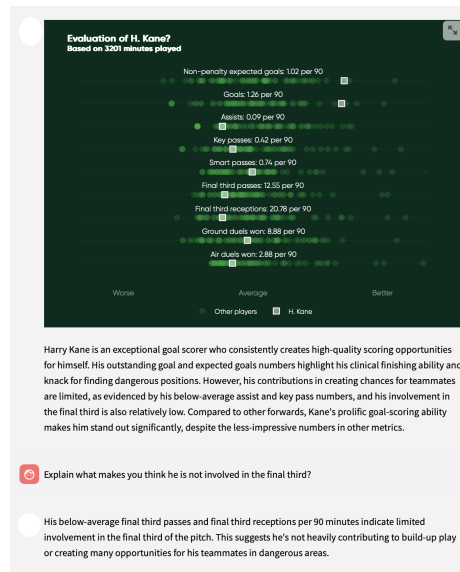 Evaluation of H. Kane?
Based on 3201 minutes played
Non-penalty expected goals: 1.02 per 90
Goals: 1.26 per 90
Assists: 0.09 per 90
Key passes: 0.42 per 90
Smart passes: 0.74 per 90
Final third passes: 12.55 per 90
Final third receptions: 20.78 per 90
Ground duels won: 8.88 per 90
Air duels won: 2.88 per 90
Worse Average Better
Other players H. Kane
Harry Kane is an exceptional goal scorer who consistently creates high-quality scoring opportunities
for himself. His outstanding goal and expected goals numbers highlight his clinical finishing ability and
knack for finding dangerous positions. However, his contributions in creating chances for teammates
are limited, as evidenced by his below-average assist and key pass numbers, and his involvement in
the final third is also relatively low. Compared to other forwards, Kane's prolific goal-scoring ability
makes him stand out significantly, despite the less-impressive numbers in other metrics.
Explain what makes you think he is not involved in the final third?
His below-average final third passes and final third receptions per 90 minutes indicate limited
involvement in the final third of the pitch. This suggests he's not heavily contributing to build-up play
or creating many opportunities for his teammates in dangerous areas.